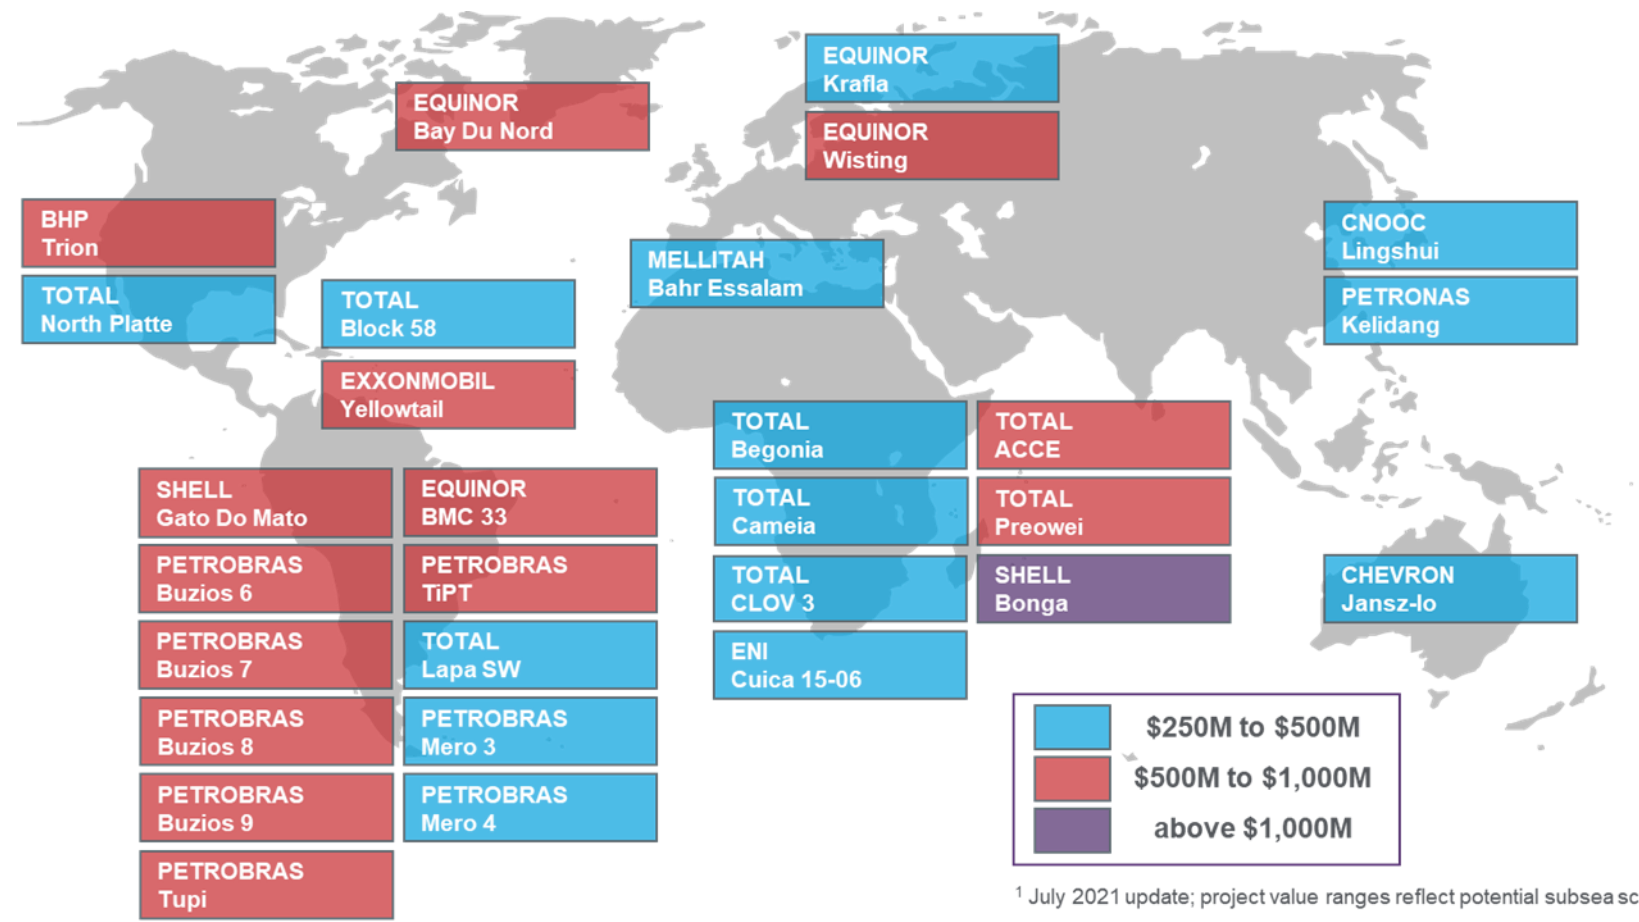 EQUINOR
Krafla
EQUINOR
Bay Du Nord
EQUINOR
Wisting
BHP
Trion
CNOOC
Lingshui
MELLITAH
Bahr Essalam
TOTAL
North Platte
TOTAL
Block 58
PETRONAS
Kelidang
EXXONMOBIL
Yellowtail
TOTAL
Begonia
TOTAL
ACCE
SHELL
Gato Do Mato
EQUINOR
BMC 33
TOTAL
Cameia
TOTAL
Preowei
PETROBRAS
Buzios 6
PETROBRAS
TiPT
TOTAL
CLOV 3
SHELL
Bonga
CHEVRON
Jansz-Io
PETROBRAS
Buzios 7
TOTAL
Lapa SW
ENI
Cuica 15-06
PETROBRAS
Buzios 8
PETROBRAS
Mero 3
PETROBRAS
Buzios 9
PETROBRAS
Mero 4
PETROBRAS
Tupi
$250M to $500M
$500M to $1,000M
above $1,000M
1 July 2021 update; project value ranges reflect potential subsea sc